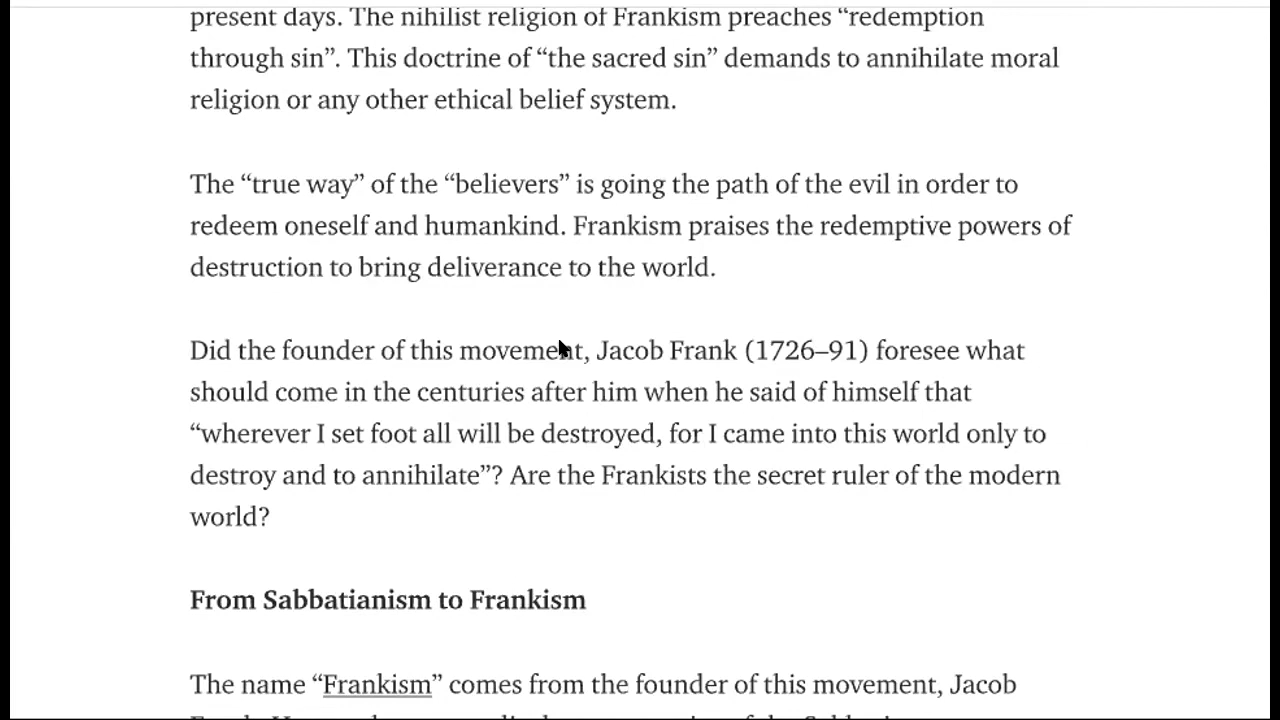 present days. The nihilist religion of Frankism preaches “redemption
through sin”. This doctrine of “the sacred sin” demands to annihilate moral
religion or any other ethical belief system.
The “true way” of the “believers” is going the path of the evil in order to
redeem oneself and humankind. Frankism praises the redemptive powers of
destruction to bring deliverance to the world.
Did the founder of this movement, Jacob Frank (1726–91) foresee what
should come in the centuries after him when he said of himself that
“wherever I set foot all will be destroyed, for I came into this world only to
destroy and to annihilate”? Are the Frankists the secret ruler of the modern
world?
From Sabbatianism to Frankism
The name “Frankism” comes from the founder of this movement, Jacob